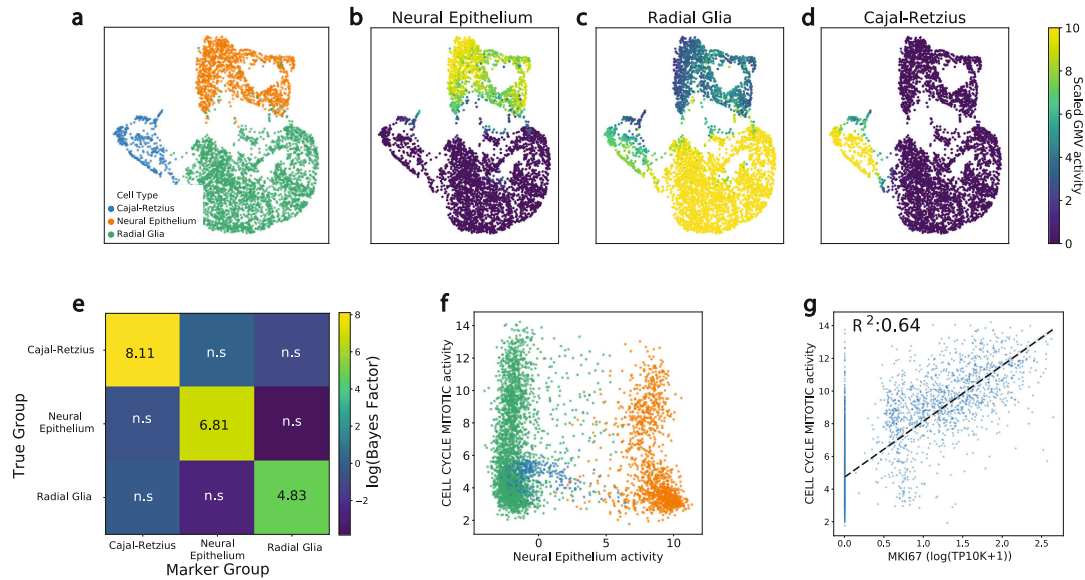 a
b
Neural Epithelium
c
Radial Glia
d
Cajal-Retzius
Cell Type
Cajal-Retzius
Neural Epithelium
Radial Glia
10
8
6
4
2
0
Scaled GMV activity
e
True Group
Cajal-Retzius
Neural
Epithelium
Radial Glia
8.11
n.s
n.s
n.s
6.81
n.s
n.s
n.s
4.83
Cajal-Retzius
Neural
Epithelium
Radial Glia
Marker Group
8
6
4
2
0
−2
log(Bayes Factor)
f
CELL CYCLE MITOTIC activity
14
12
10
8
6
4
2
0
5
10
Neural Epithelium activity
g
R²:0.64
CELL CYCLE MITOTIC activity
14
12
10
8
6
4
2
0.0
0.5
1.0
1.5
2.0
2.5
MKI67 (log(TP10K+1))